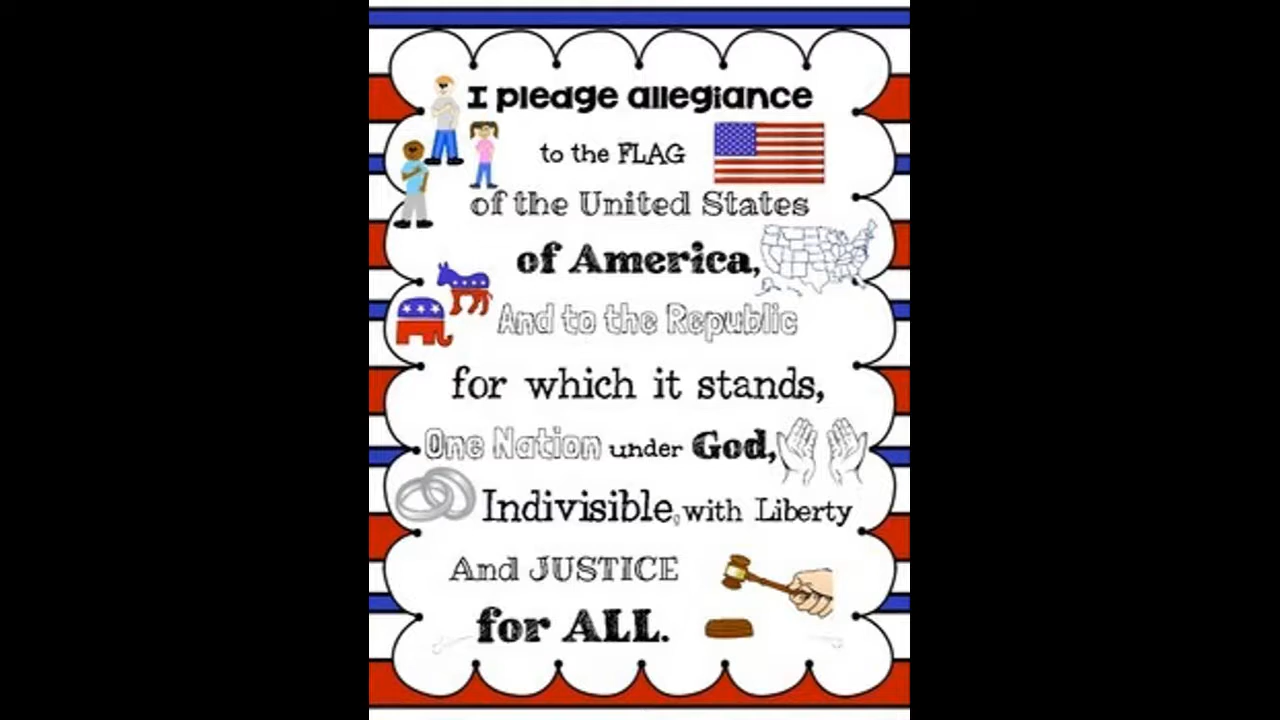 I pledge allegiance
to the FLAG
of the United States
of America,
And to the Republic
for which it stands,
One Nation under God,
Indivisible, with Liberty
And JUSTICE
for ALL.